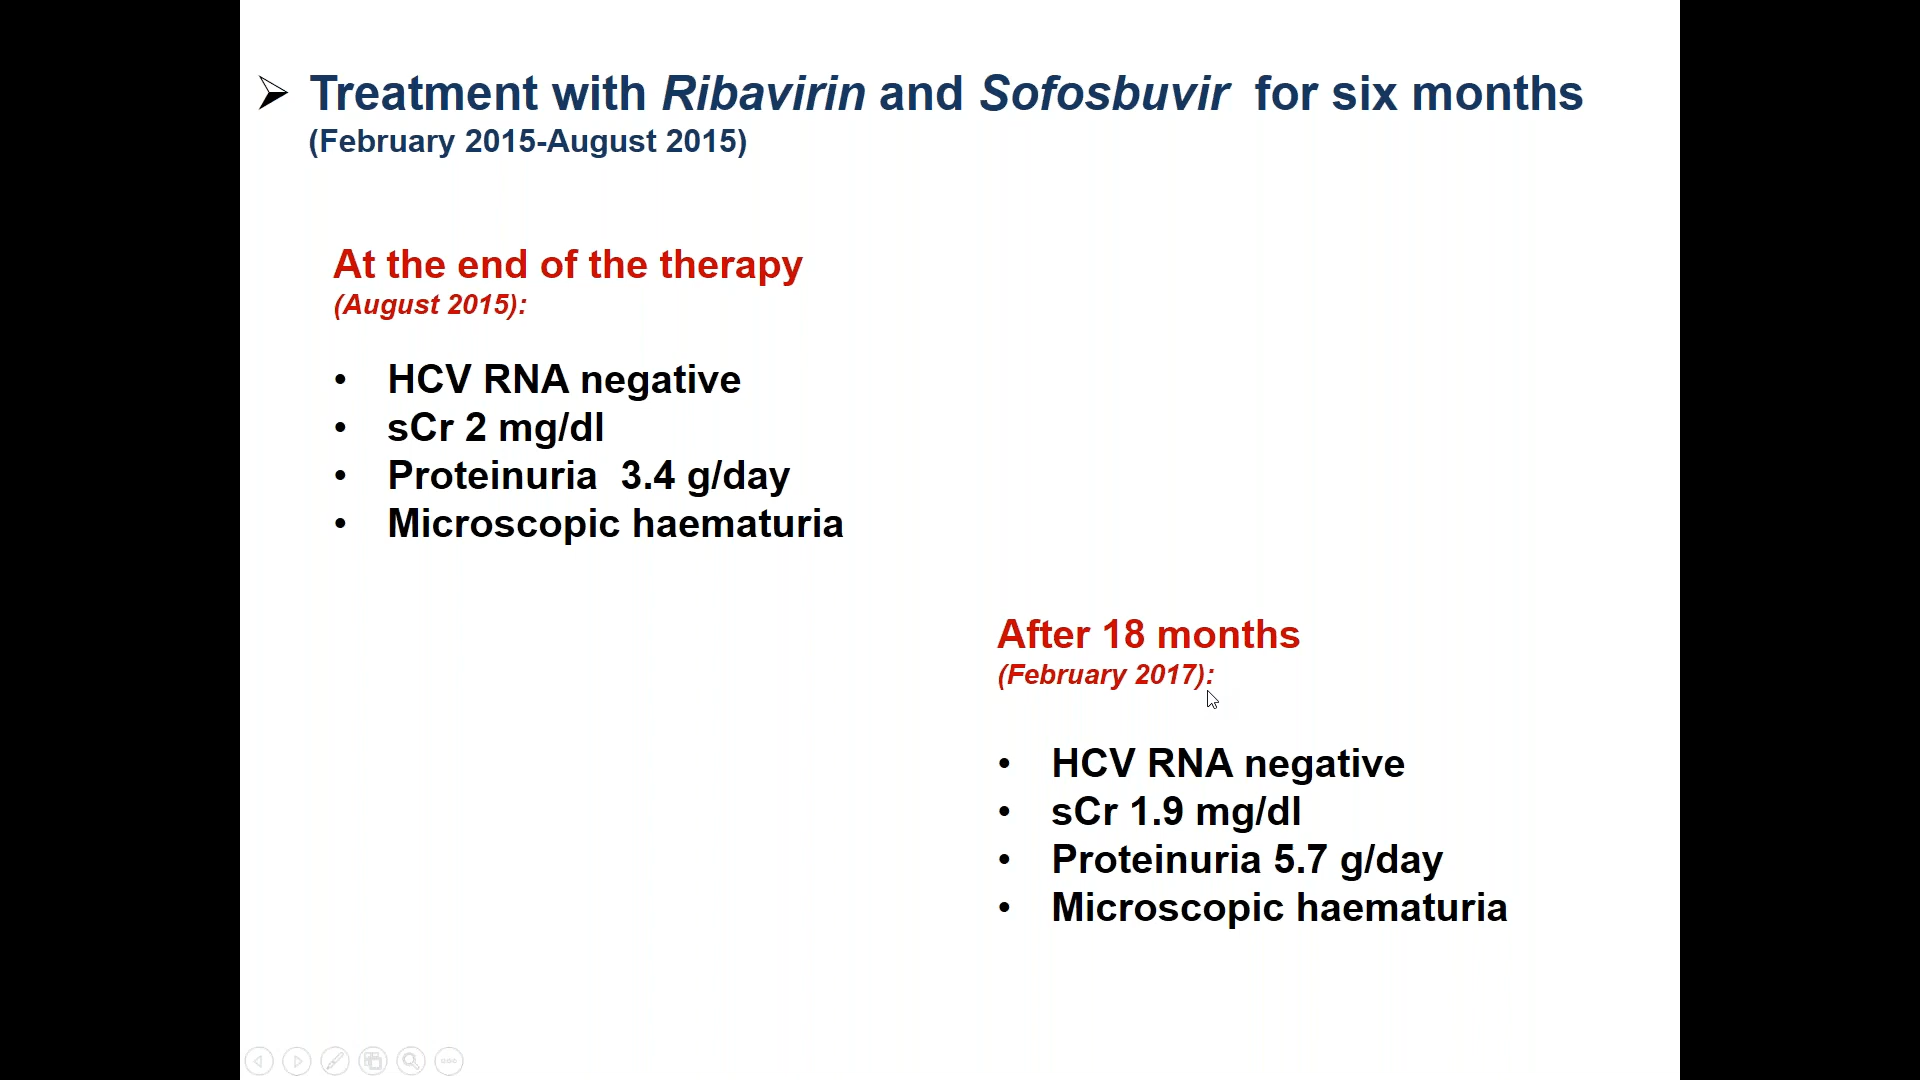 ➢ Treatment with Ribavirin and Sofosbuvir for six months
(February 2015-August 2015)
At the end of the therapy
(August 2015):
• HCV RNA negative
• sCr 2 mg/dl
• Proteinuria 3.4 g/day
• Microscopic haematuria
After 18 months
(February 2017):
• HCV RNA negative
• sCr 1.9 mg/dl
• Proteinuria 5.7 g/day
• Microscopic haematuria